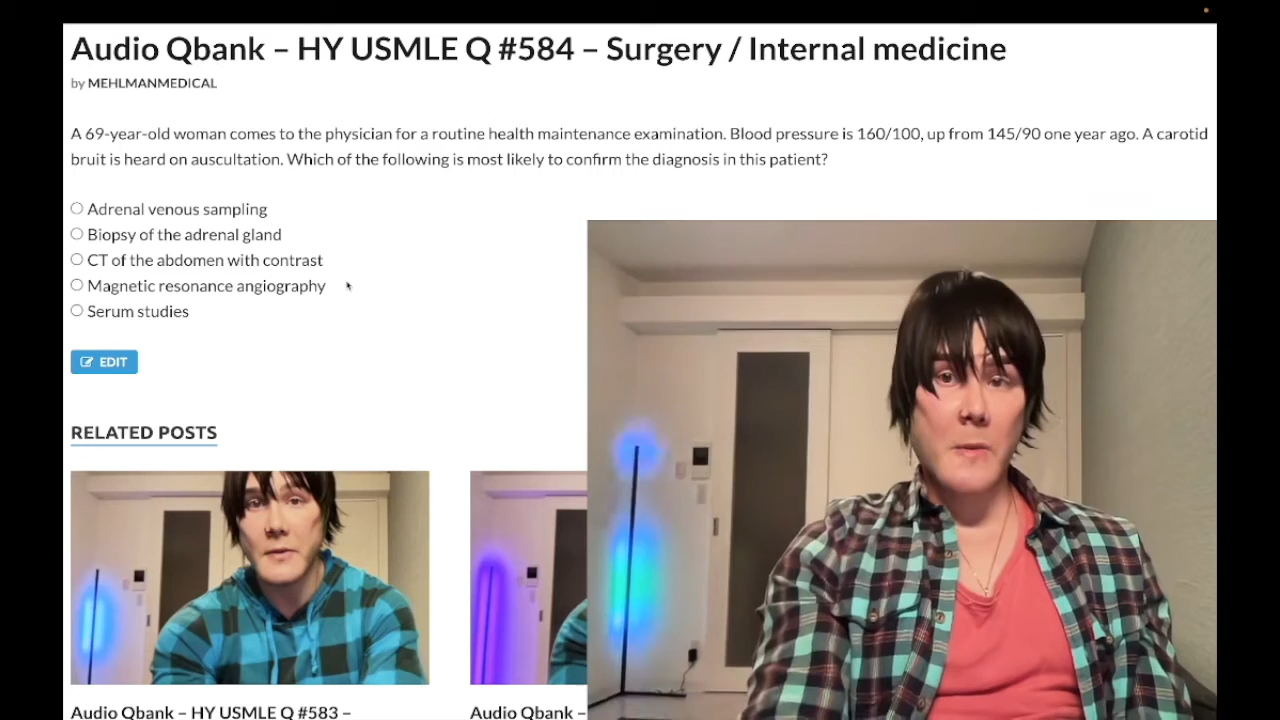 Audio Qbank – HY USMLE Q #584 – Surgery / Internal medicine
by MEHLMANMEDICAL
A 69-year-old woman comes to the physician for a routine health maintenance examination. Blood pressure is 160/100, up from 145/90 one year ago. A carotid
bruit is heard on auscultation. Which of the following is most likely to confirm the diagnosis in this patient?
Adrenal venous sampling
Biopsy of the adrenal gland
CT of the abdomen with contrast
Magnetic resonance angiography
Serum studies
EDIT
RELATED POSTS
Audio Qbank – HY USMLE Q #583 –
Audio Qbank –